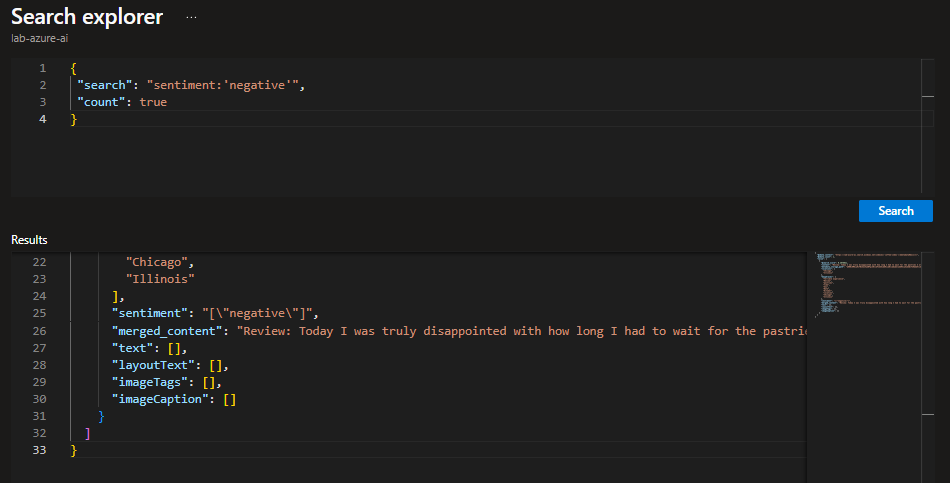 Search explorer ...
lab-azure-ai
1 {
2 "search": "sentiment:'negative'",
3 "count": true
4 }
Search
Results
22 "Chicago",
23 "Illinois"
24 ],
25 "sentiment": "[\"negative\"]",
26 "merged_content": "Review: Today I was truly disappointed with how long I had to wait for the pastri
27 "text": [],
28 "layoutText": [],
29 "imageTags": [],
30 "imageCaption": []
31 }
32 ]
33 }